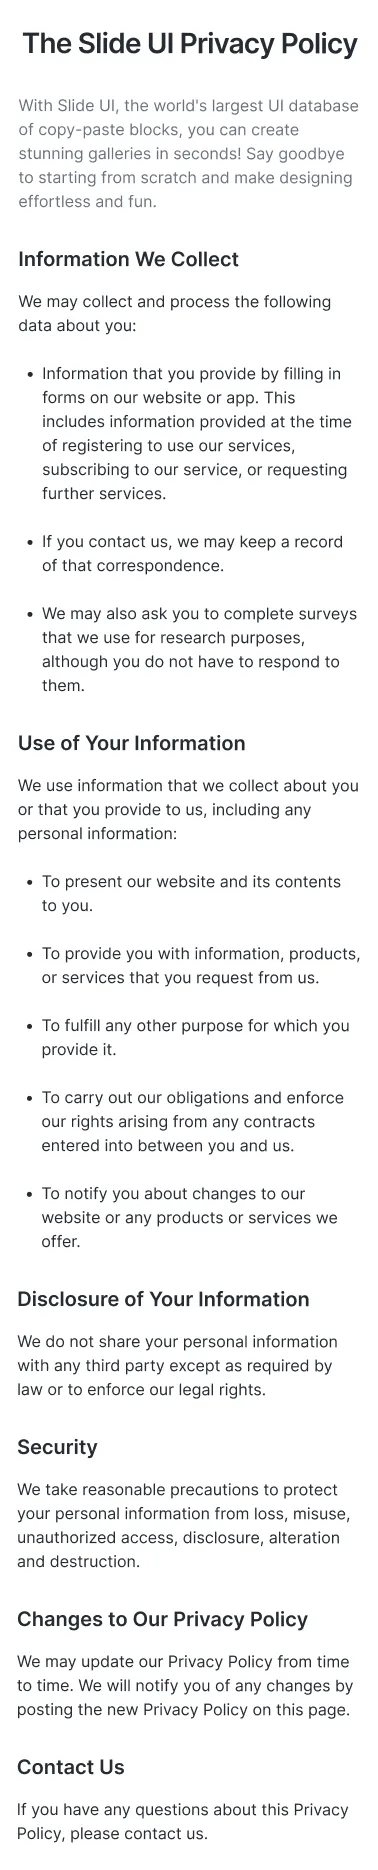 The Slide UI Privacy Policy
With Slide UI, the world's largest UI database
of copy-paste blocks, you can create
stunning galleries in seconds! Say goodbye
to starting from scratch and make designing
effortless and fun.
Information We Collect
We may collect and process the following
data about you:
• Information that you provide by filling in
forms on our website or app. This
includes information provided at the time
of registering to use our services,
subscribing to our service, or requesting
further services.
• If you contact us, we may keep a record
of that correspondence.
• We may also ask you to complete surveys
that we use for research purposes,
although you do not have to respond to
them.
Use of Your Information
We use information that we collect about you
or that you provide to us, including any
personal information:
• To present our website and its contents
to you.
• To provide you with information, products,
or services that you request from us.
• To fulfill any other purpose for which you
provide it.
• To carry out our obligations and enforce
our rights arising from any contracts
entered into between you and us.
• To notify you about changes to our
website or any products or services we
offer.
Disclosure of Your Information
We do not share your personal information
with any third party except as required by
law or to enforce our legal rights.
Security
We take reasonable precautions to protect
your personal information from loss, misuse,
unauthorized access, disclosure, alteration
and destruction.
Changes to Our Privacy Policy
We may update our Privacy Policy from time
to time. We will notify you of any changes by
posting the new Privacy Policy on this page.
Contact Us
If you have any questions about this Privacy
Policy, please contact us.